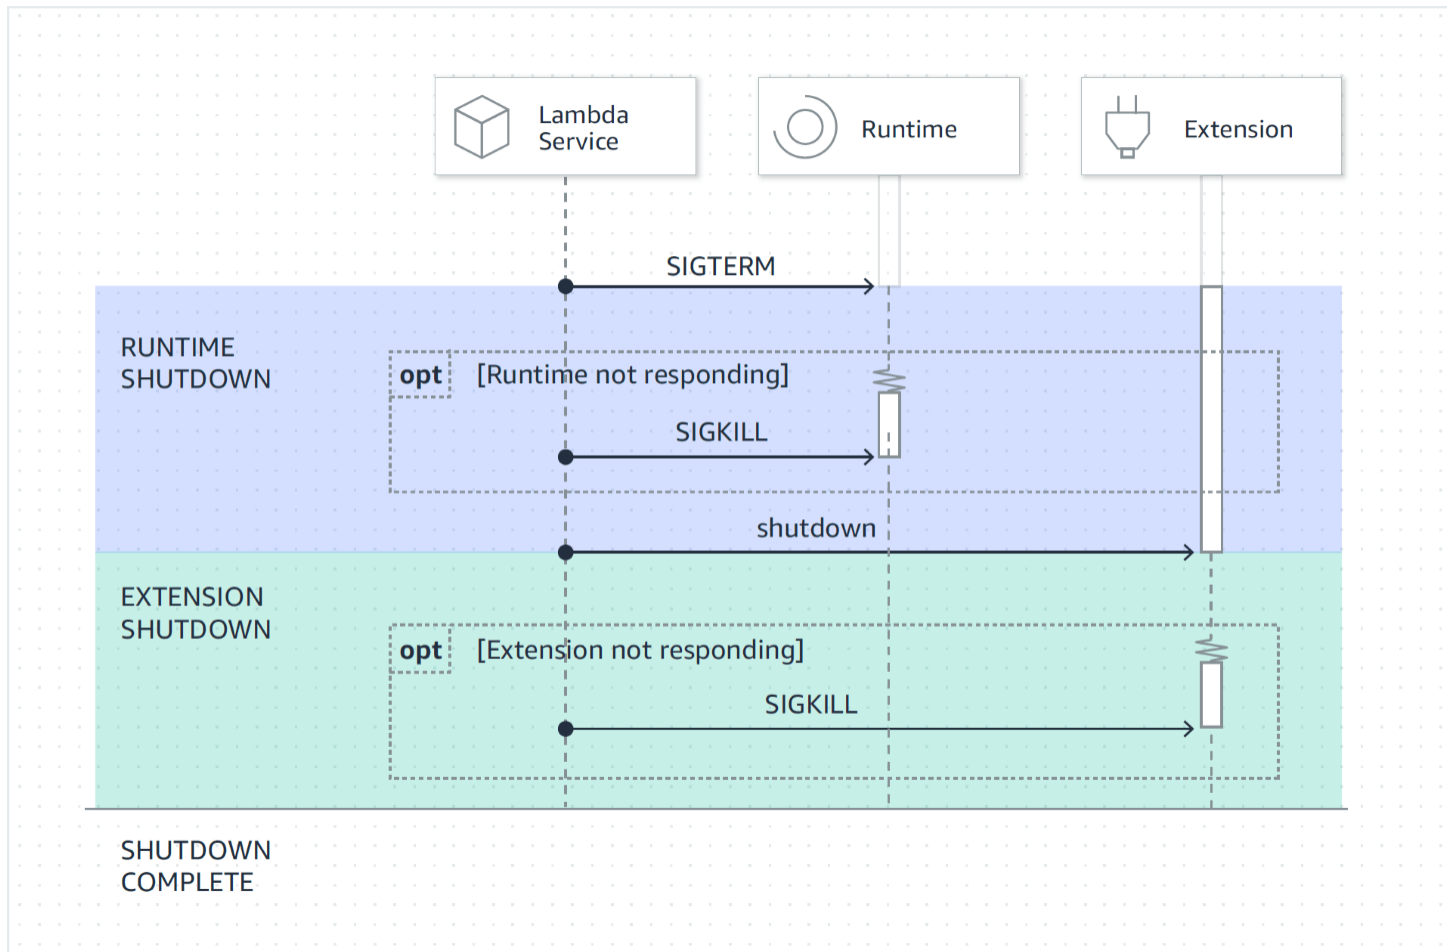 Lambda
Service
Runtime
Extension
SIGTERM
RUNTIME
SHUTDOWN
opt [Runtime not responding]
SIGKILL
shutdown
EXTENSION
SHUTDOWN
opt [Extension not responding]
SIGKILL
SHUTDOWN
COMPLETE